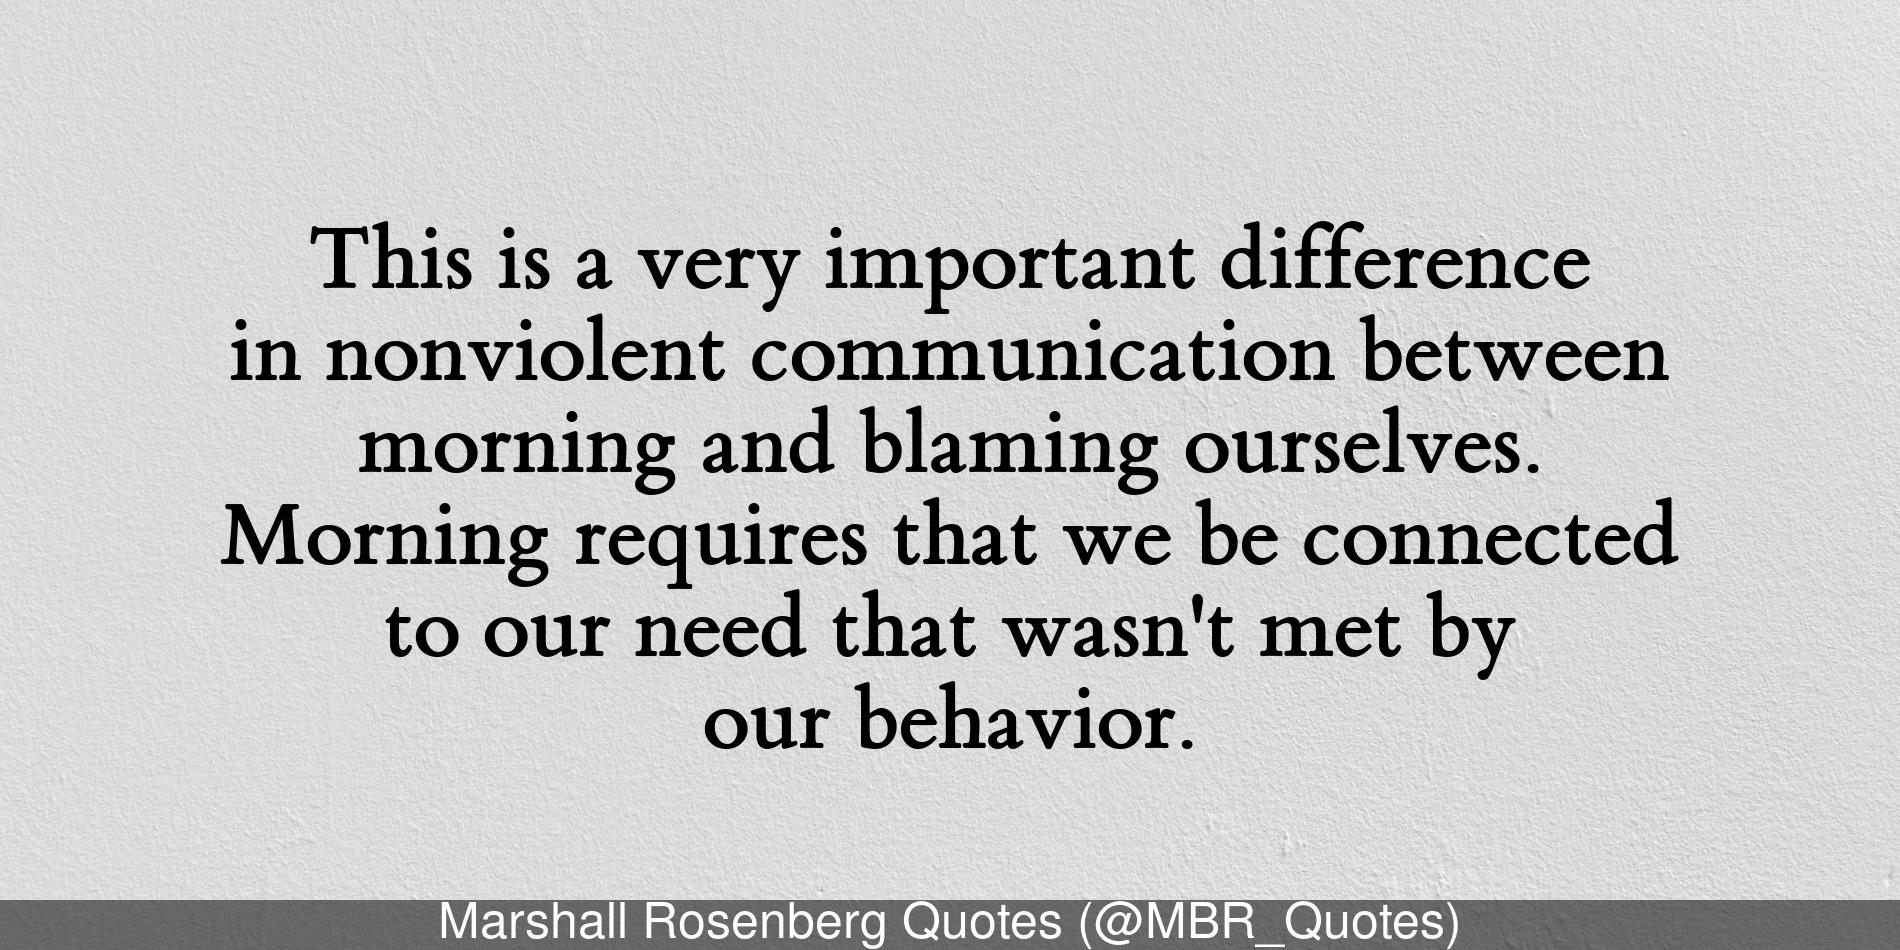 This is a very important difference
in nonviolent communication between
morning and blaming ourselves.
Morning requires that we be connected
to our need that wasn't met by
our behavior.
Marshall Rosenberg Quotes (@MBR_Quotes)